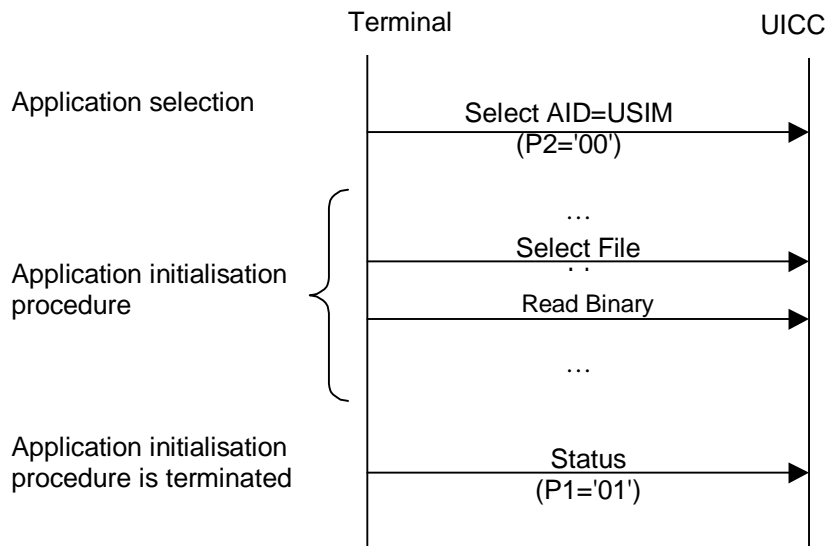 Terminal UICC
Application selection
Select AID=USIM
(P2='00')
...
Select File
. .
Application initialisation
procedure
Read Binary
...
Application initialisation
procedure is terminated
Status
(P1='01')